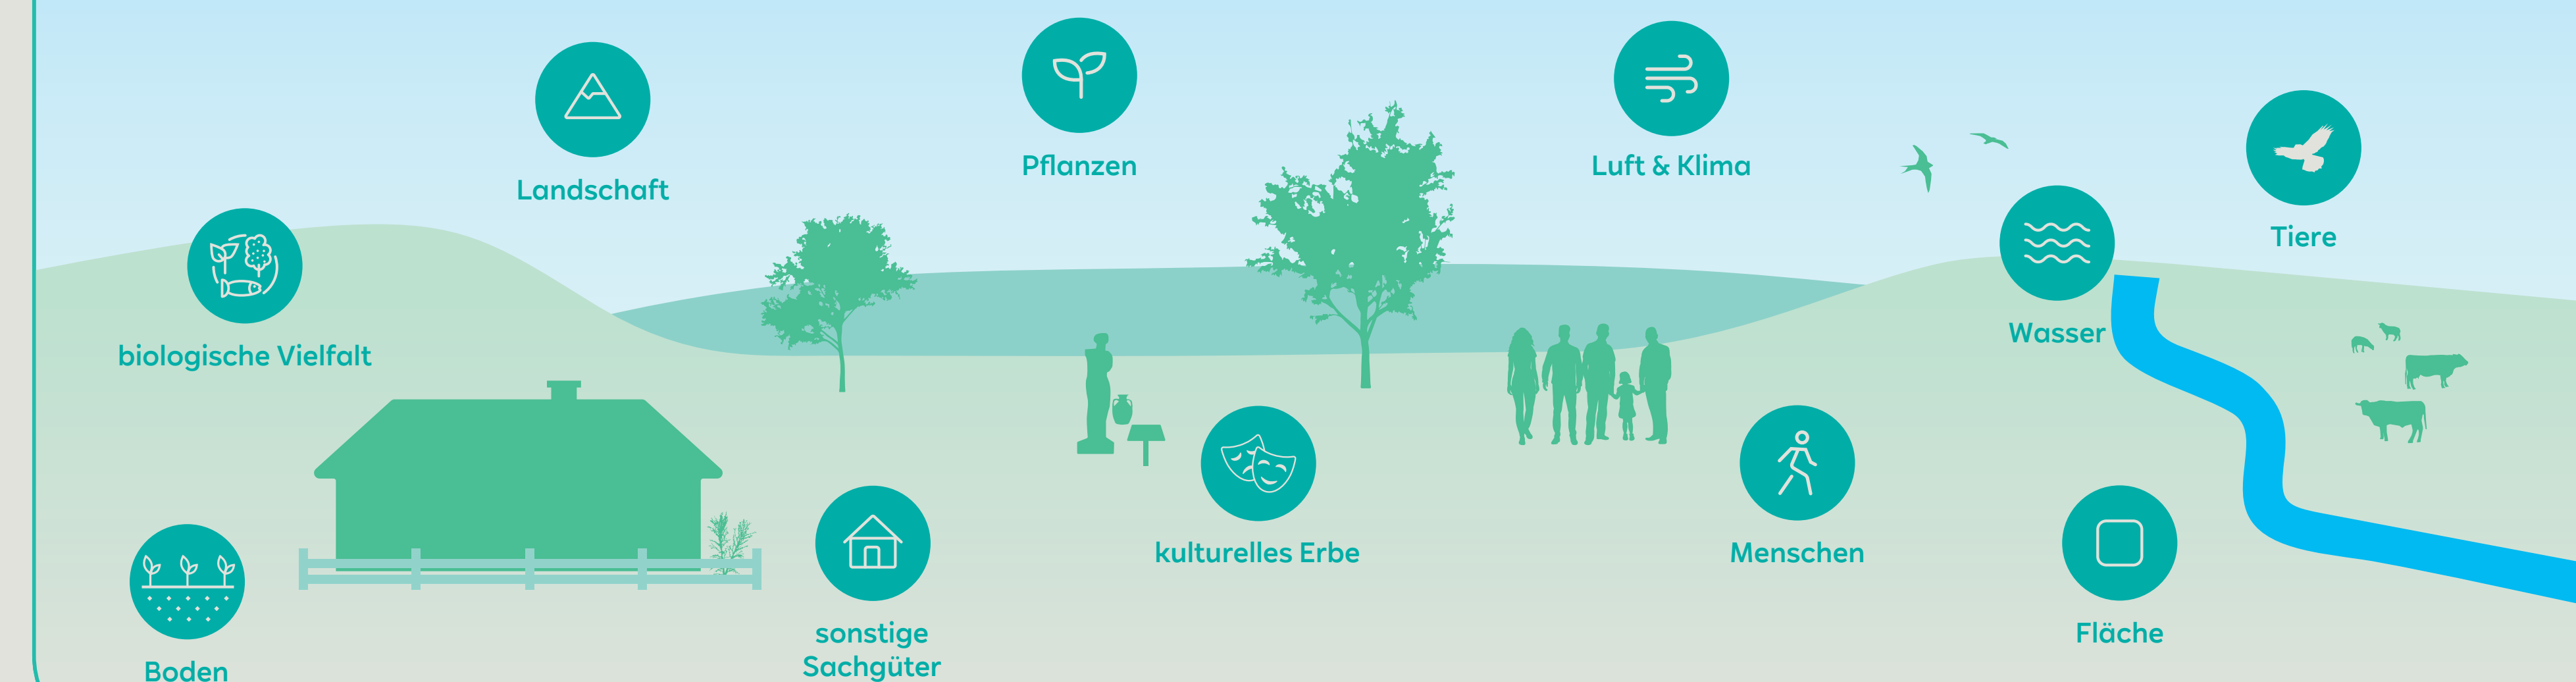 Landschaft
Pflanzen
Luft & Klima
Tiere
biologische Vielfalt
Wasser
kulturelles Erbe
Menschen
Boden
sonstige
Sachgüter
Fläche